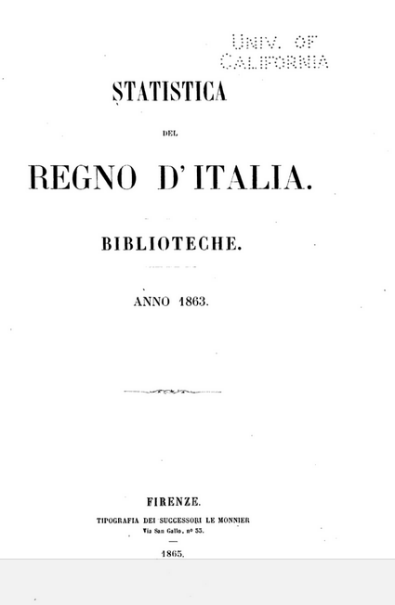 UNIV. OF
CALIFORNIA
STATISTICA
DEL
REGNO D'ITALIA.
BIBLIOTECHE.
ANNO 1863.
FIRENZE.
TIPOGRAFIA DEI SUCCESSORI LE MONNIER
Via San Gallo, nº 33.
1865.